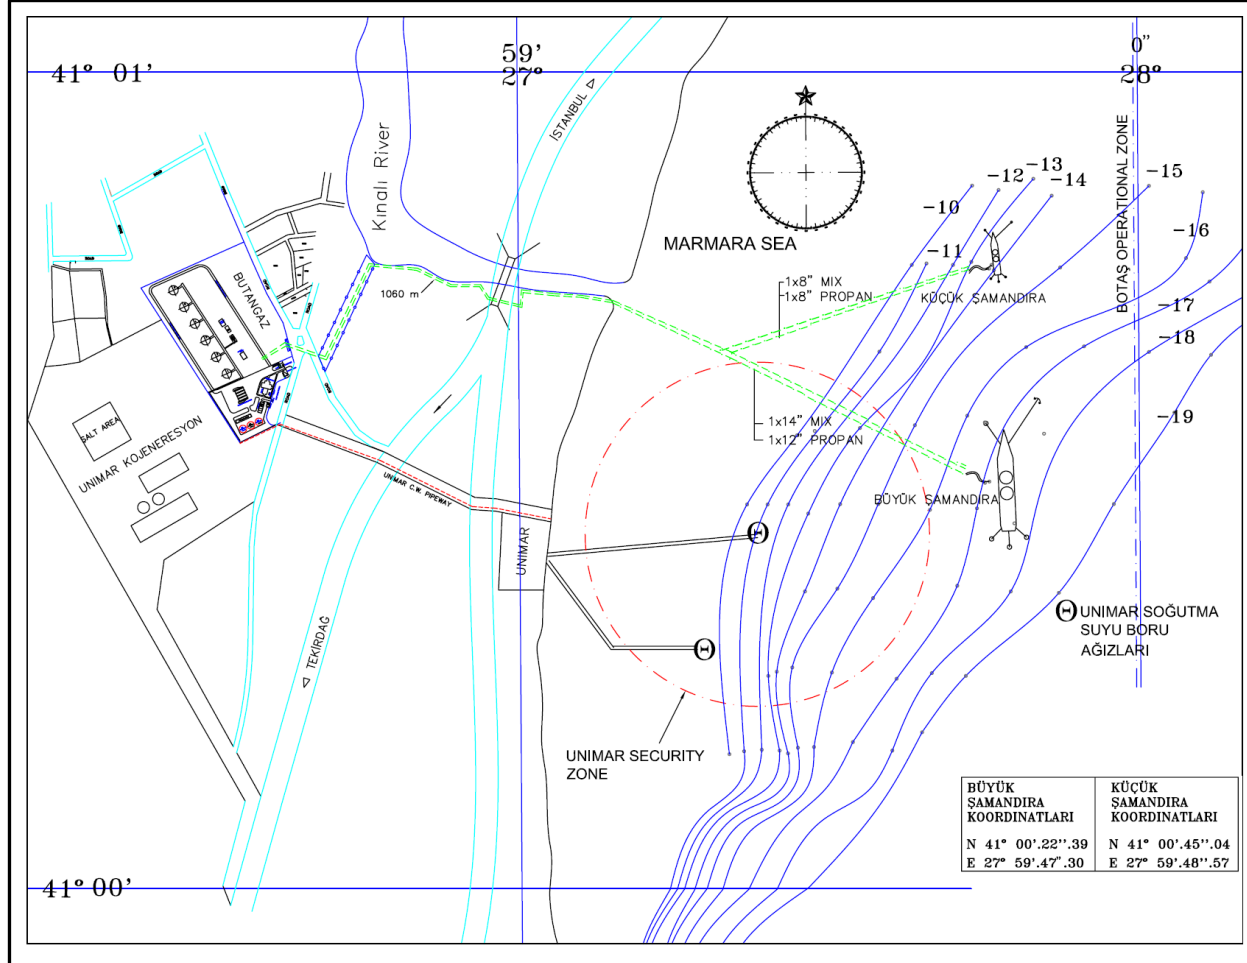 59'
27°
0"
28°
41° 01'
Kındlı River
ISTANBUL
BOTAŞ OPERATIONAL ZONE
MARMARA SEA
-10
-11
-12
-13
-14
-15
-16
-17
-18
-19
BUTANGAZ
1060 m
1x8" MIX
1x8" PROPAN
KÜÇÜK ŞAMANDIRA
1x14" MIX
1x12" PROPAN
BÜYÜK ŞAMANDIRA
SALT AREA
UNIMAR KOJENERESYON
UNIMAR C.W. PIPEWAY
UNIMAR
TEKİRDAG
UNIMAR SOĞUTMA
SUYU BORU
AĞIZLARI
UNIMAR SECURITY
ZONE
BÜYÜK
ŞAMANDIRA
KOORDINATLARI
N 41° 00'.22''.39
E 27° 59'.47".30
KÜÇÜK
ŞAMANDIRA
KOORDINATLARI
N 41° 00'.45''.04
E 27° 59'.48''.57
41° 00'